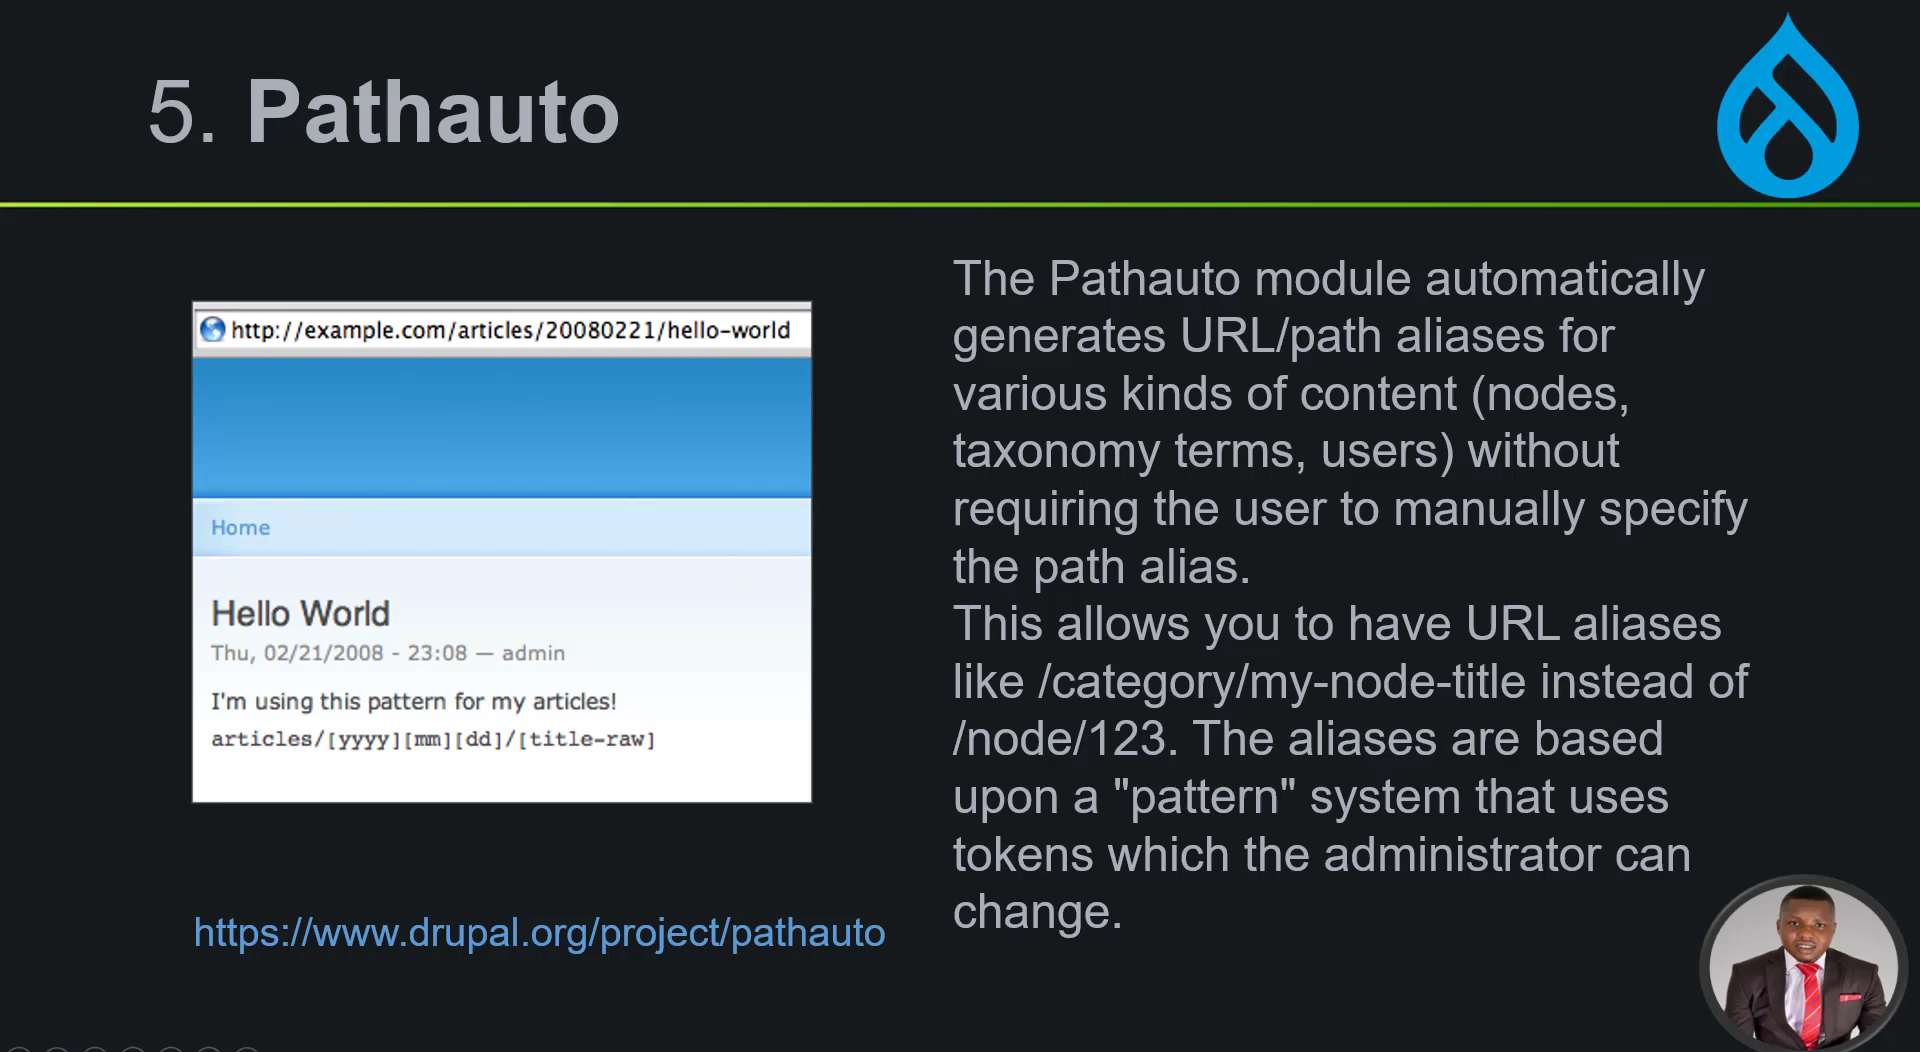 5. Pathauto
http://example.com/articles/20080221/hello-world
Home
Hello World
Thu, 02/21/2008 - 23:08 — admin
I'm using this pattern for my articles!
articles/[yyyy][mm][dd]/[title-raw]
https://www.drupal.org/project/pathauto
The Pathauto module automatically
generates URL/path aliases for
various kinds of content (nodes,
taxonomy terms, users) without
requiring the user to manually specify
the path alias.
This allows you to have URL aliases
like /category/my-node-title instead of
/node/123. The aliases are based
upon a "pattern" system that uses
tokens which the administrator can
change.